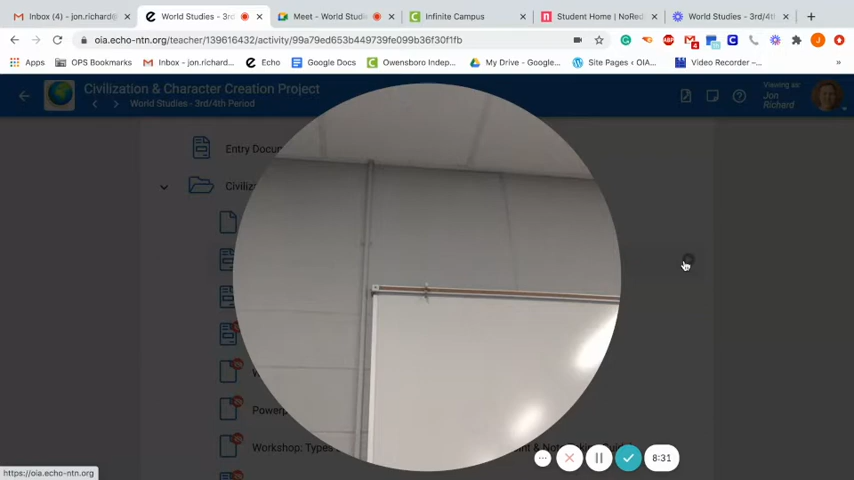 Inbox (4) - jon.richard@
World Studies - 3rd/
Meet - World Studi
Infinite Campus
Student Home | NoRed
World Studies - 3rd/4t
oia.echo-ntn.org/teacher/139616432/activity/99a79ed653b449739fe099b36f30f1fb
Apps
OPS Bookmarks
Inbox - jon.richard...
Echo
Google Docs
Owensboro Indep...
My Drive - Google...
Site Pages - OIA...
Video Recorder –...
Civilization & Character Creation Project
World Studies - 3rd/4th Period
Viewing as
Jon
Richard
Entry Docu
Civiliz
W
Powerp
Workshop: Types
https://oia.echo-ntn.org
8:31